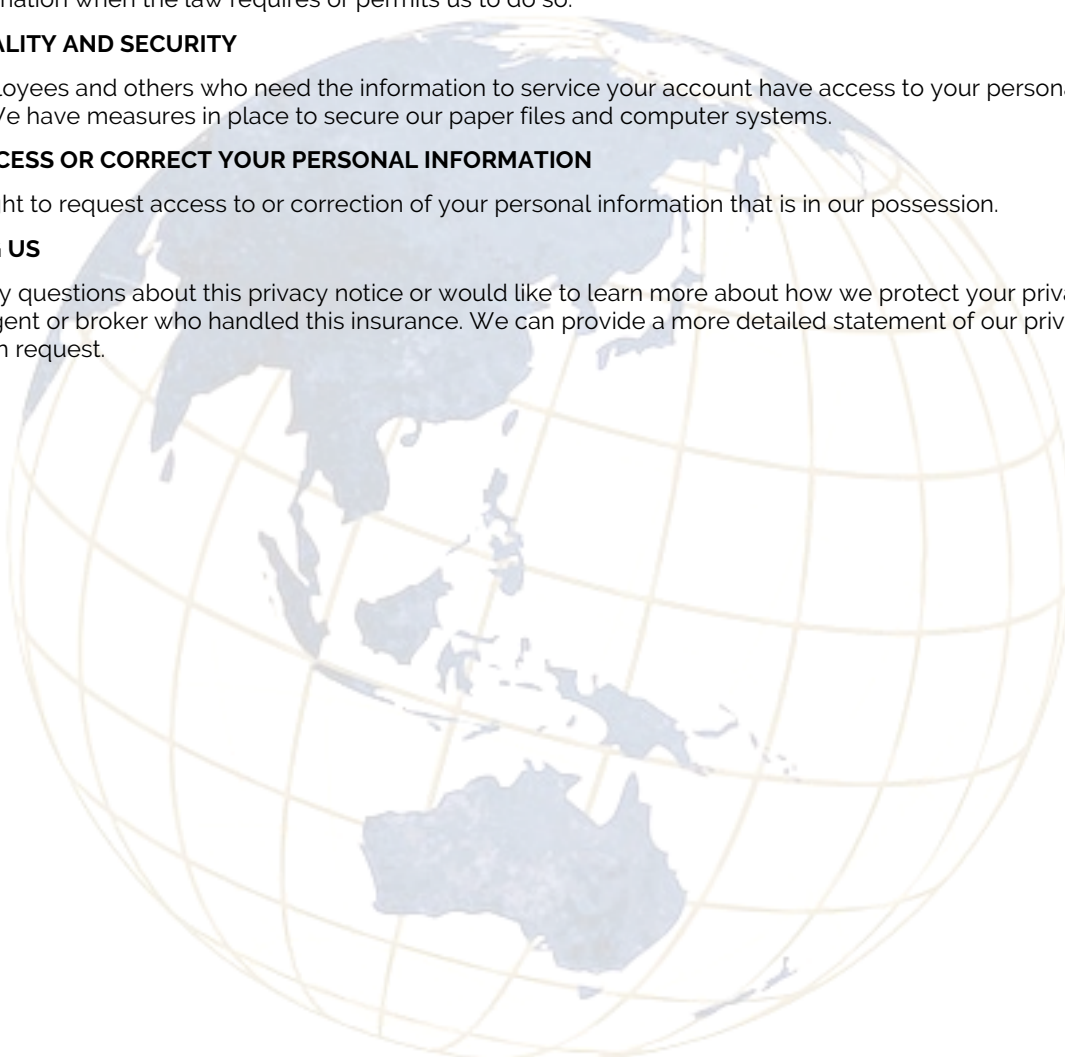 mation when the law requires or permits us to do so.
ALITY AND SECURITY
loyees and others who need the information to service your account have access to your persona
We have measures in place to secure our paper files and computer systems.
CESS OR CORRECT YOUR PERSONAL INFORMATION
ght to request access to or correction of your personal information that is in our possession.
US
y questions about this privacy notice or would like to learn more about how we protect your priva
gent or broker who handled this insurance. We can provide a more detailed statement of our priv
n request.